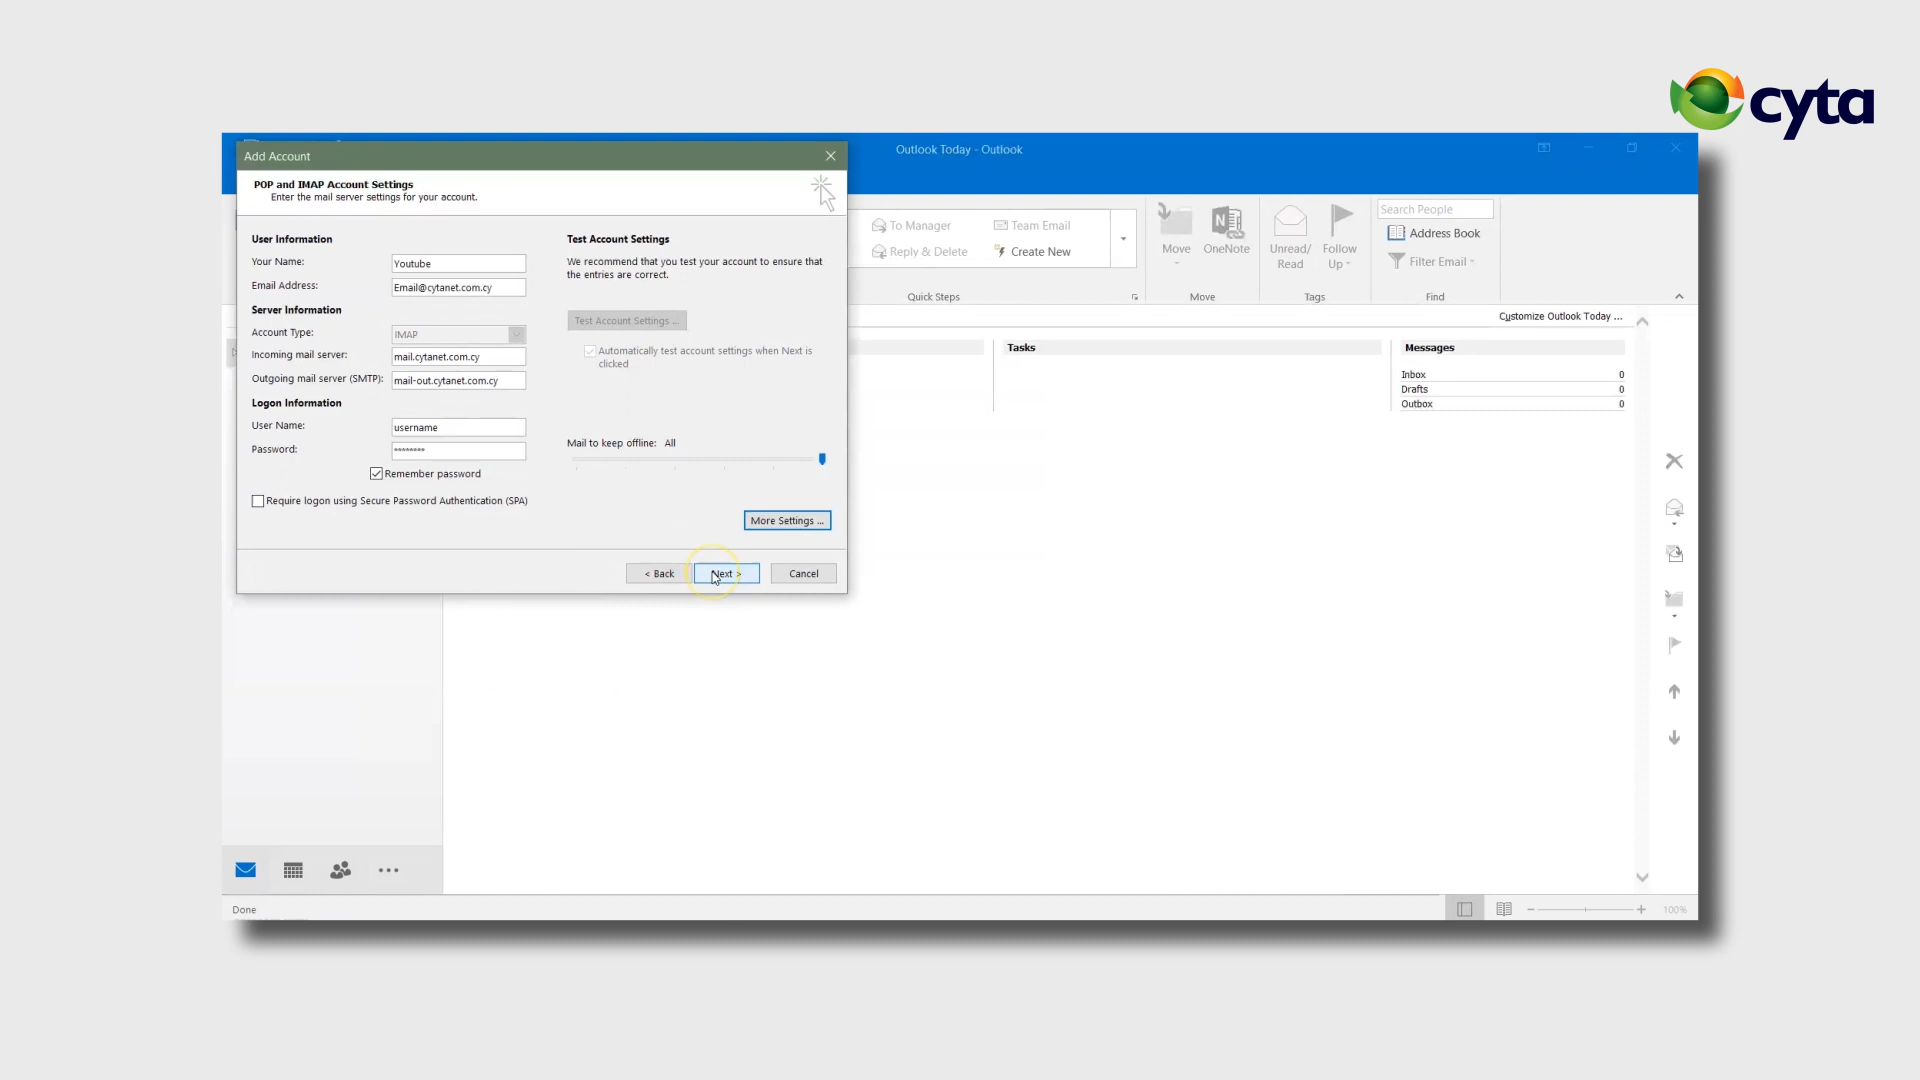 cyta
Outlook Today - Outlook
Add Account
POP and IMAP Account Settings
Enter the mail server settings for your account.
User Information
Your Name:
Youtube
Email Address:
Email@cytanet.com.cy
Server Information
Account Type:
IMAP
Incoming mail server:
mail.cytanet.com.cy
Outgoing mail server (SMTP):
mail-out.cytanet.com.cy
Logon Information
User Name:
username
Password:
********
Remember password
Require logon using Secure Password Authentication (SPA)
Test Account Settings
We recommend that you test your account to ensure that
the entries are correct.
Test Account Settings ...
Automatically test account settings when Next is
clicked
Mail to keep offline: All
More Settings ...
< Back
Next >
Cancel
To Manager
Team Email
Reply & Delete
Create New
Quick Steps
Move
OneNote
Move
Unread/
Read
Follow
Up
Tags
Search People
Address Book
Filter Email
Find
Customize Outlook Today ...
Tasks
Messages
Inbox 0
Drafts 0
Outbox 0
Done
100%